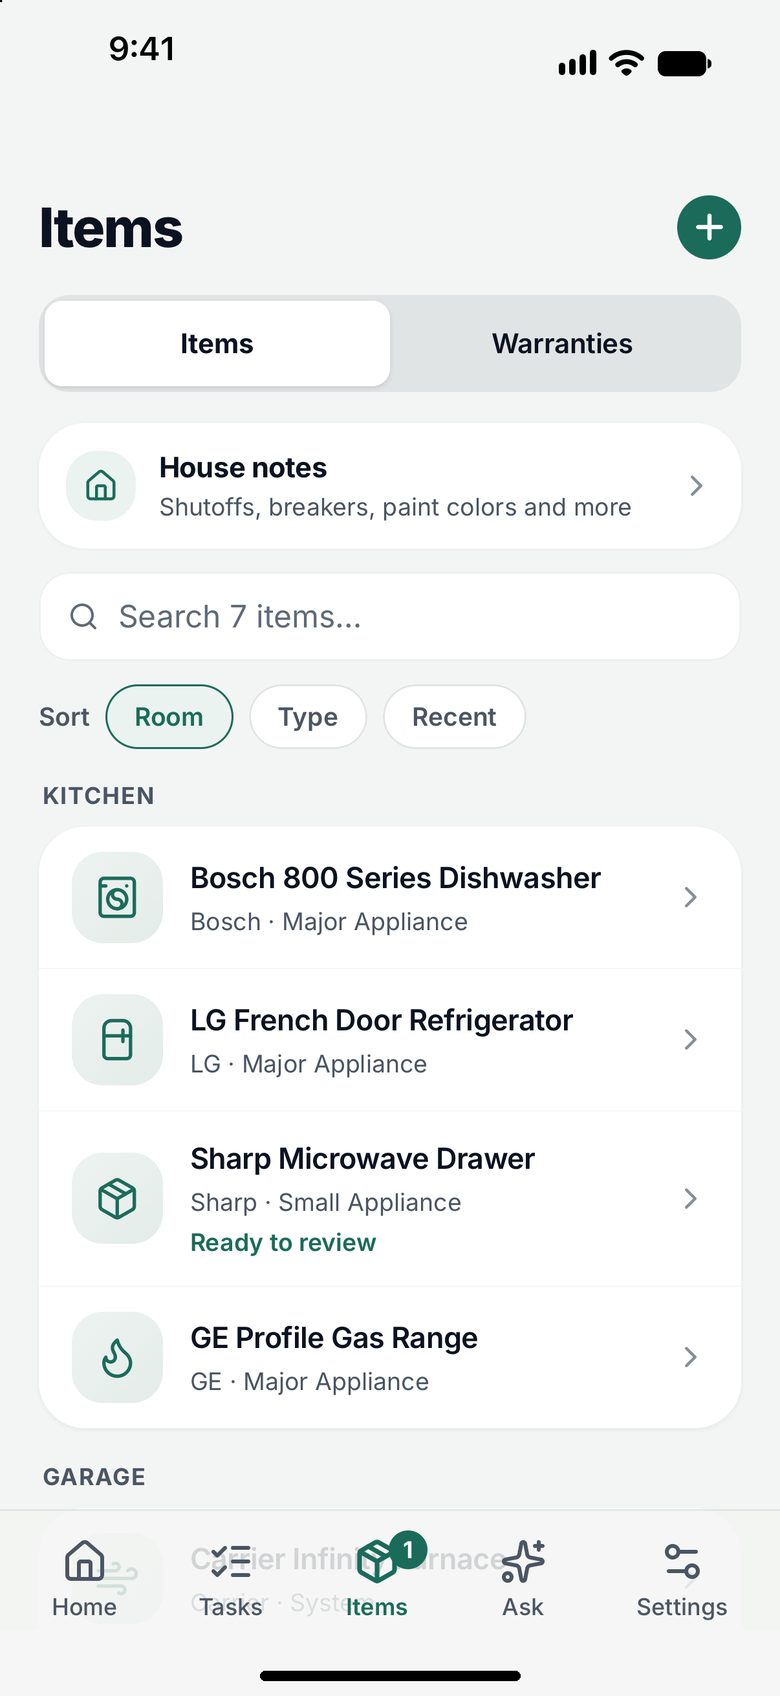 9:41
Items
Items
Warranties
House notes
Shutoffs, breakers, paint colors and more
Search 7 items...
Sort
Room
Type
Recent
KITCHEN
Bosch 800 Series Dishwasher
Bosch · Major Appliance
LG French Door Refrigerator
LG · Major Appliance
Sharp Microwave Drawer
Sharp · Small Appliance
Ready to review
GE Profile Gas Range
GE · Major Appliance
GARAGE
Carrier
Carrier · System
1
Home
Tasks
Items
Ask
Settings